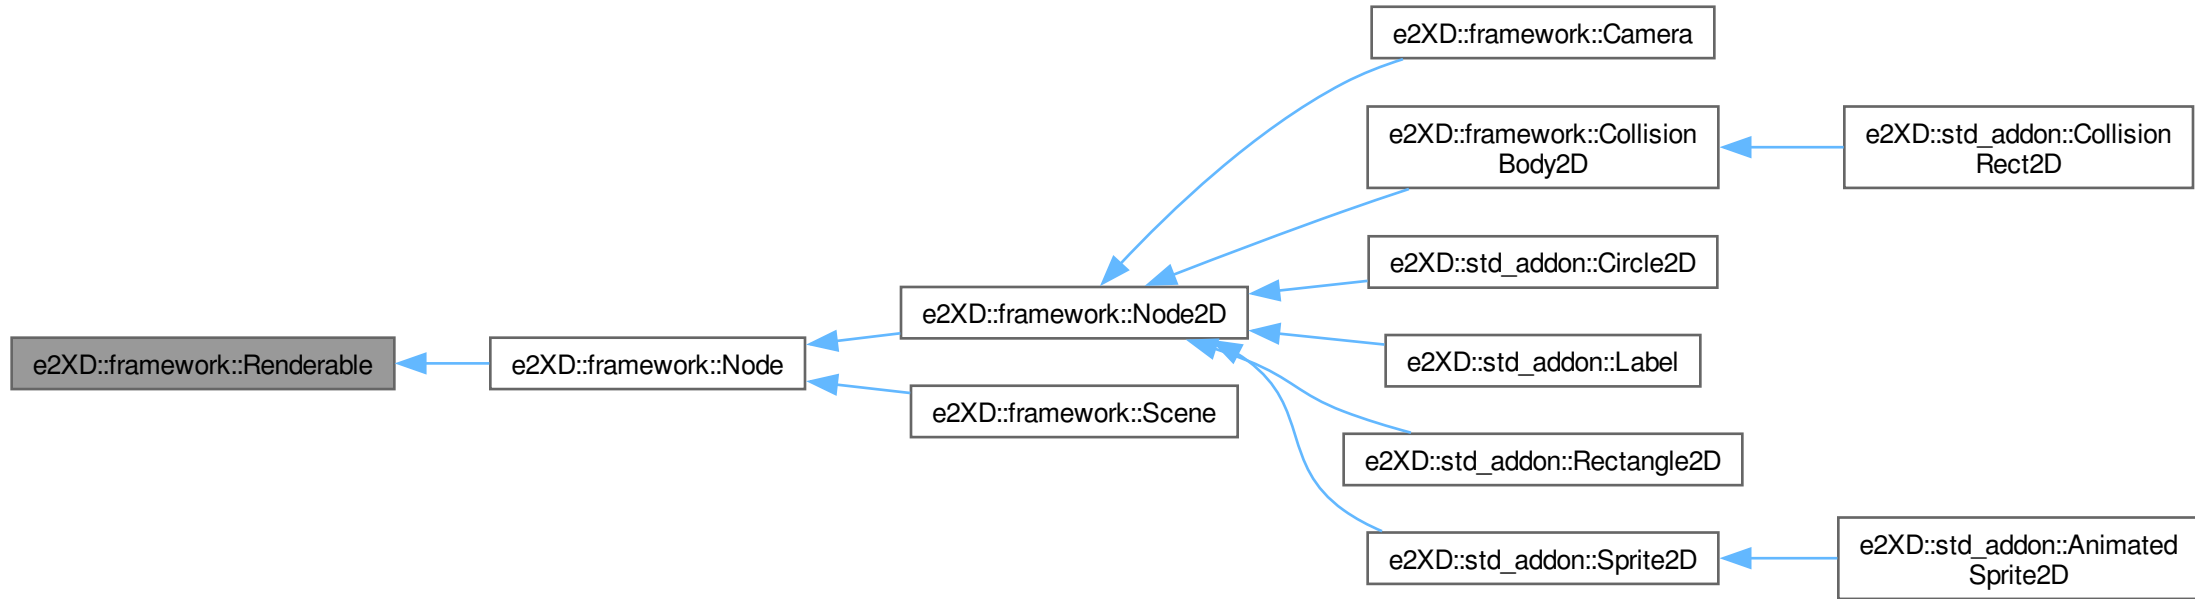 e2XD::framework::Renderable
e2XD::framework::Node
e2XD::framework::Node2D
e2XD::framework::Scene
e2XD::framework::Camera
e2XD::framework::Collision
Body2D
e2XD::std_addon::Circle2D
e2XD::std_addon::Label
e2XD::std_addon::Rectangle2D
e2XD::std_addon::Sprite2D
e2XD::std_addon::Collision
Rect2D
e2XD::std_addon::Animated
Sprite2D